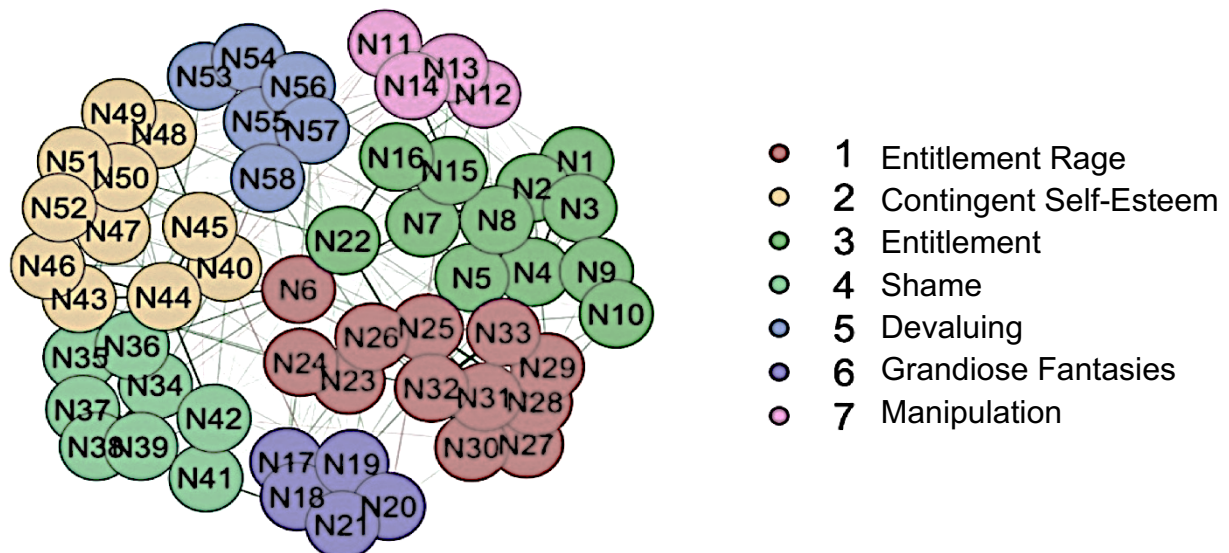 N11
N54
N53
N13
N56
N14
N12
N49
N48
N55
N57
N51
N50
N58
N16
N15
N1
N2
N52
N47
N45
N7
N8
N3
N22
N46
N43
N44
N40
N6
N5
N4
N9
N10
N35
N36
N34
N26
N25
N33
N24
N23
N29
N37
N42
N32
N31
N28
N38
N39
N41
N17
N19
N30
N27
N18
N20
N21
1 Entitlement Rage
2 Contingent Self-Esteem
3 Entitlement
4 Shame
5 Devaluing
6 Grandiose Fantasies
7 Manipulation